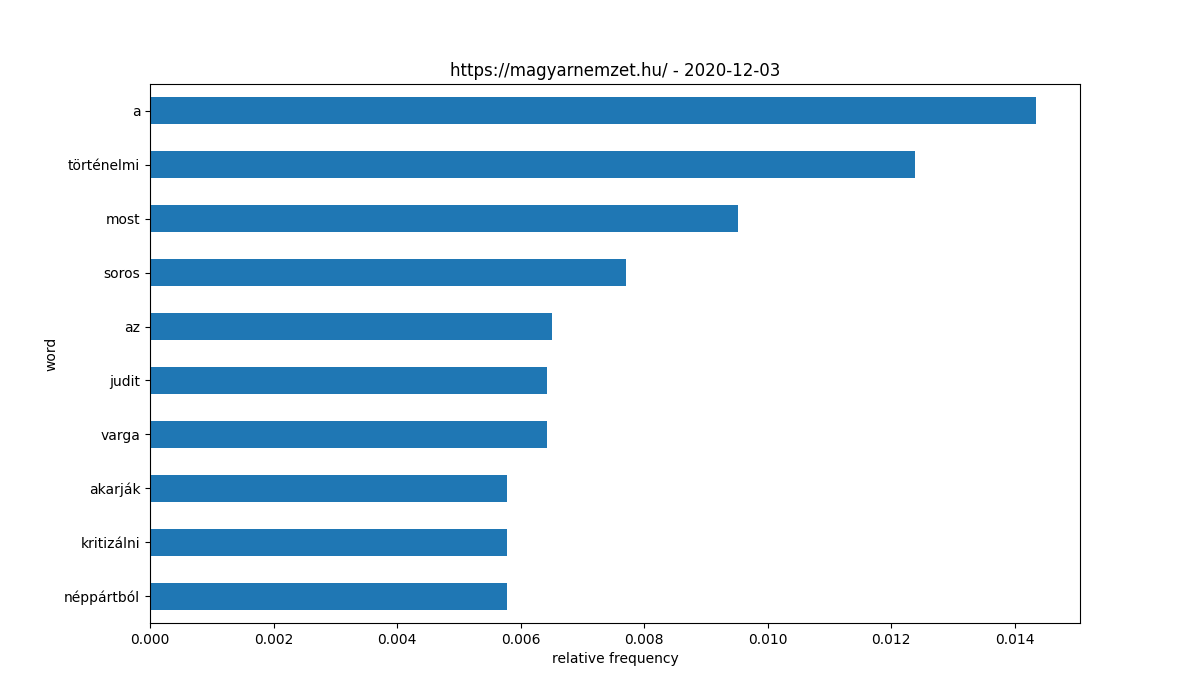 https://magyarnemzet.hu/ - 2020-12-03
a
történelmi
most
soros
az
judit
varga
akarják
kritizálni
néppártból
word
0.000 0.002 0.004 0.006 0.008 0.010 0.012 0.014
relative frequency